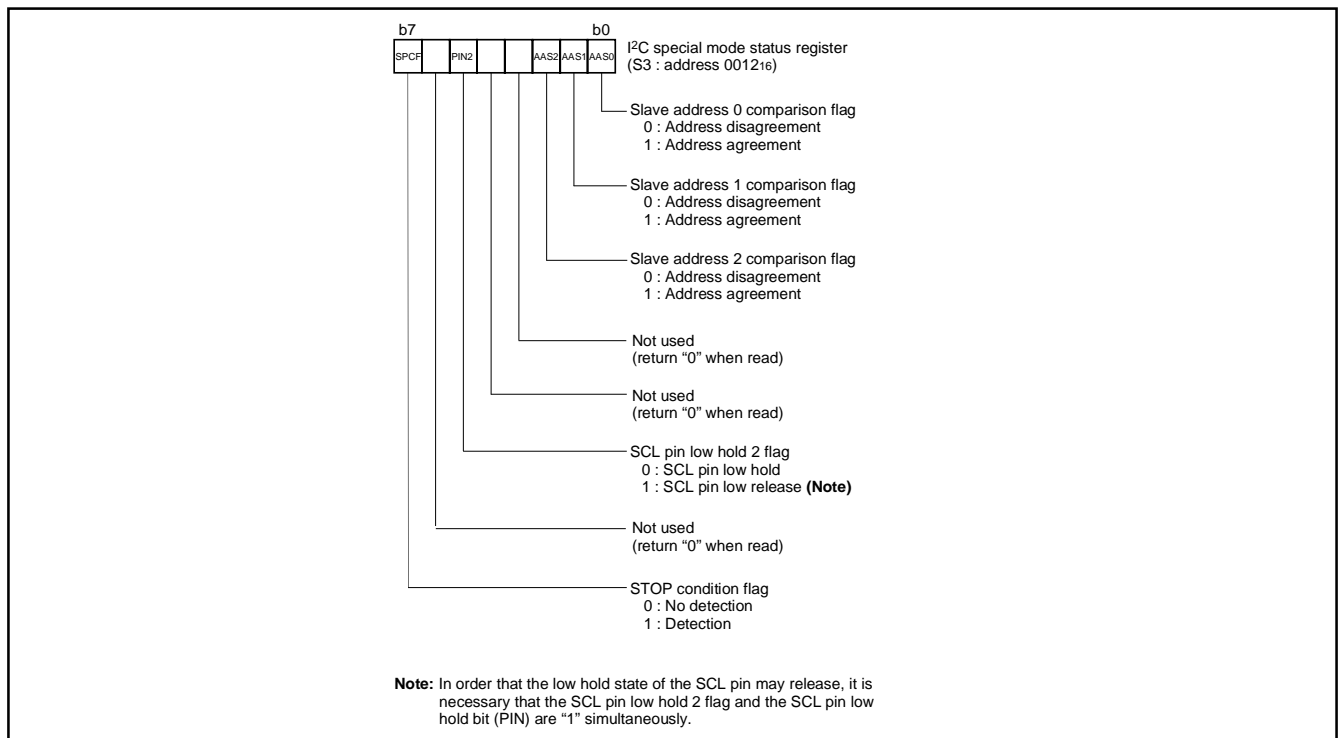 b7 b0
SPCF PIN2 AAS2 AAS1 AAS0
I2C special mode status register
(S3 : address 001216)
Slave address 0 comparison flag
0 : Address disagreement
1 : Address agreement
Slave address 1 comparison flag
0 : Address disagreement
1 : Address agreement
Slave address 2 comparison flag
0 : Address disagreement
1 : Address agreement
Not used
(return “0” when read)
Not used
(return “0” when read)
SCL pin low hold 2 flag
0 : SCL pin low hold
1 : SCL pin low release (Note)
Not used
(return “0” when read)
STOP condition flag
0 : No detection
1 : Detection
Note: In order that the low hold state of the SCL pin may release, it is
necessary that the SCL pin low hold 2 flag and the SCL pin low
hold bit (PIN) are “1” simultaneously.